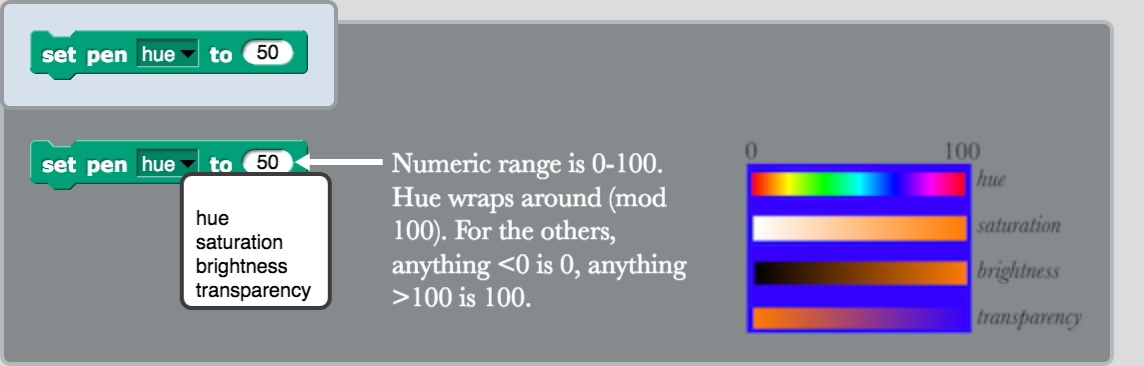 set pen hue to 50
set pen hue to 50
hue
saturation
brightness
transparency
Numeric range is 0-100.
Hue wraps around (mod
100). For the others,
anything <0 is 0, anything
>100 is 100.
0 100
hue
saturation
brightness
transparency